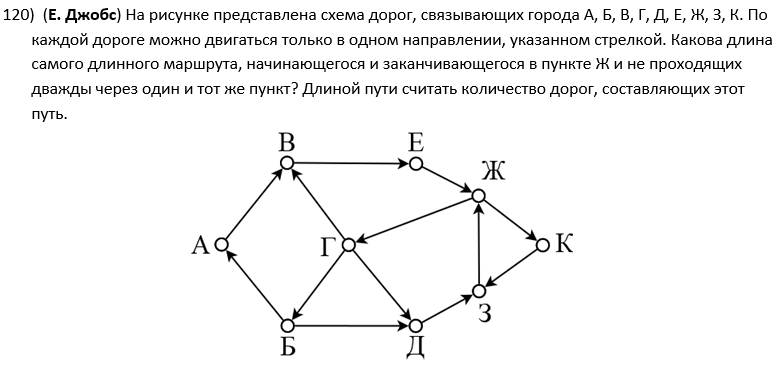 120) (Е. Джобс) На рисунке представлена схема дорог, связывающих города А, Б, В, Г, Д, Е, Ж, З, К. По
каждой дороге можно двигаться только в одном направлении, указанном стрелкой. Какова длина
самого длинного маршрута, начинающегося и заканчивающегося в пункте Ж и не проходящих
дважды через один и тот же пункт? Длиной пути считать количество дорог, составляющих этот
путь.
В Е
Ж
А Г К
З
Б Д